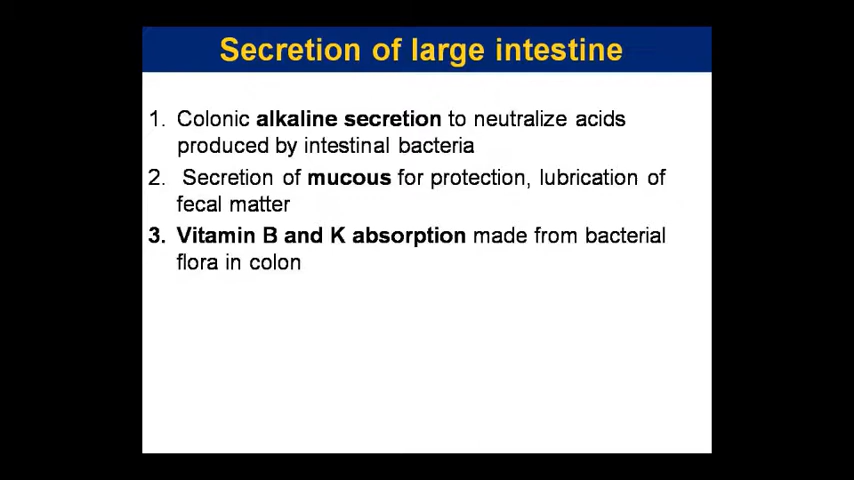 Secretion of large intestine
1. Colonic alkaline secretion to neutralize acids
produced by intestinal bacteria
2. Secretion of mucous for protection, lubrication of
fecal matter
3. Vitamin B and K absorption made from bacterial
flora in colon